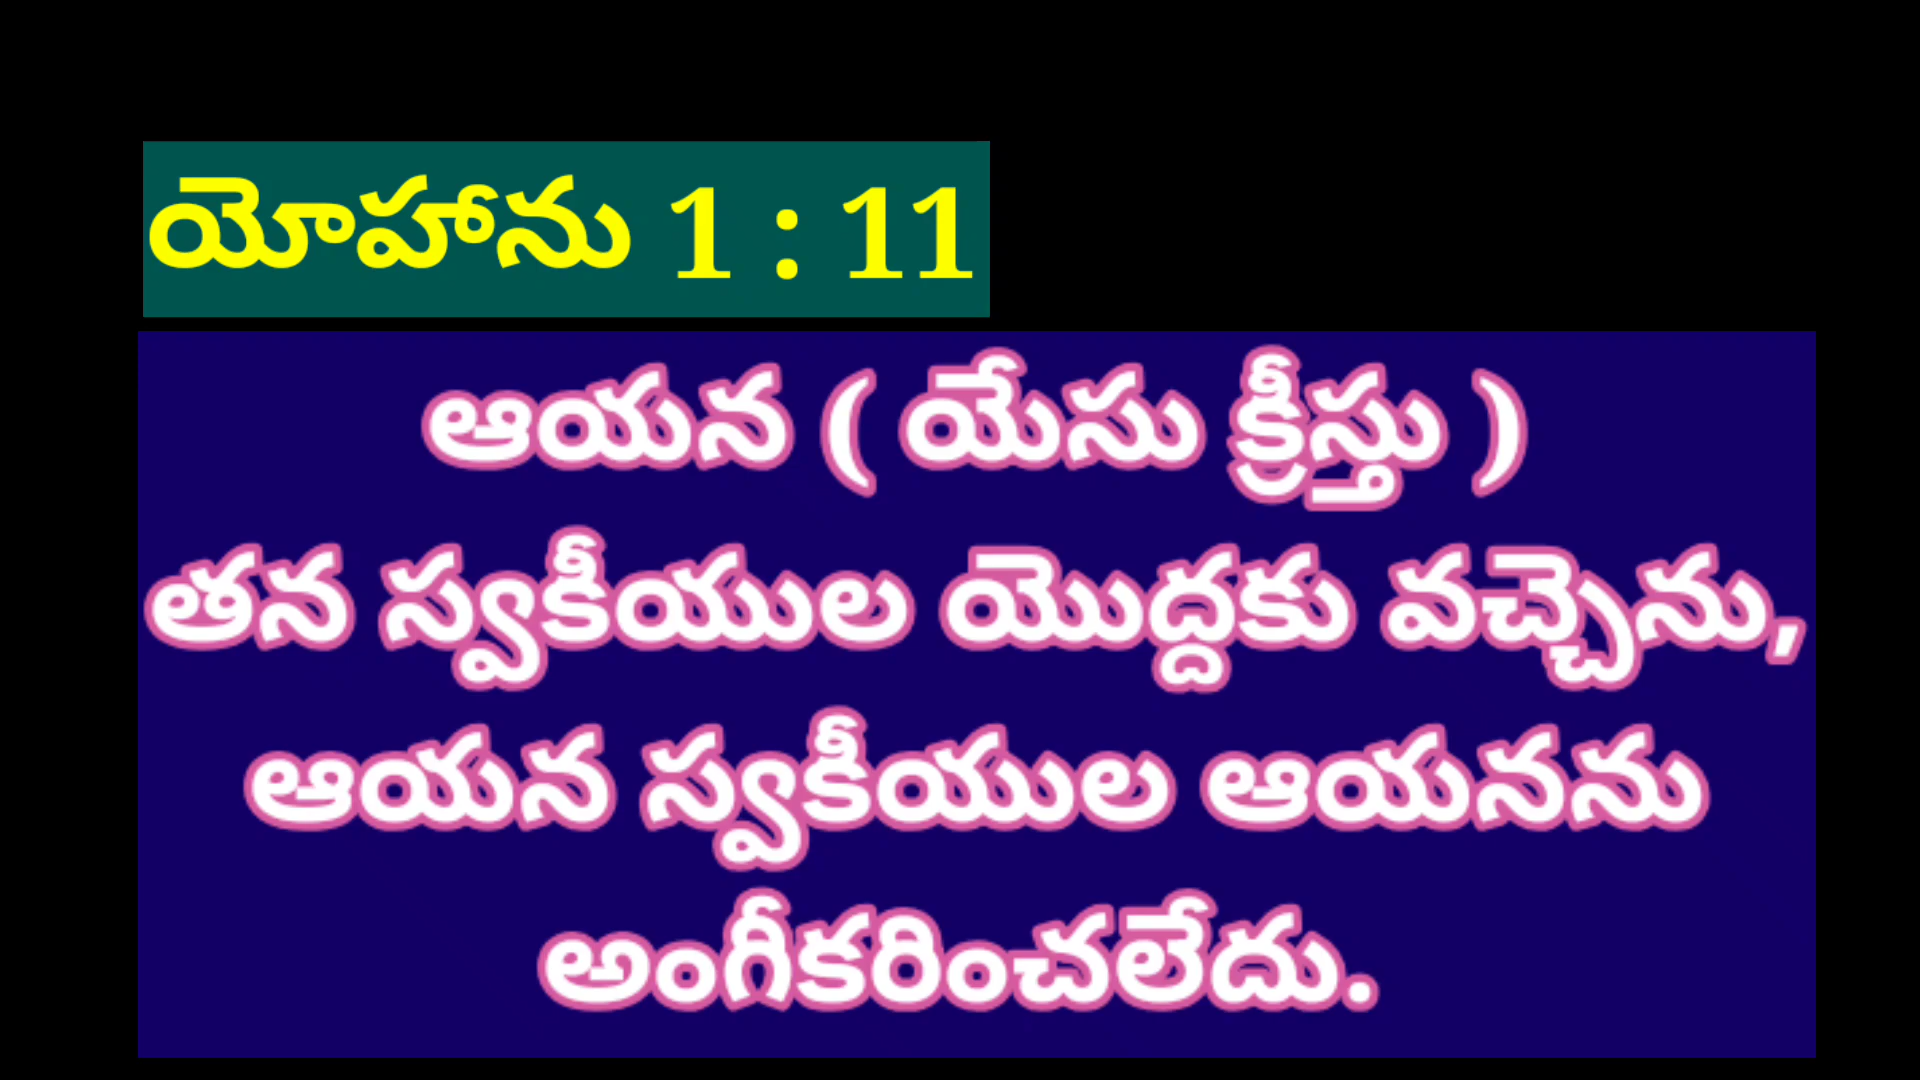 యోహాను 1 : 11
ఆయన ( యేసు క్రీస్తు )
తన స్వకీయుల యొద్దకు వచ్చెను,
ఆయన స్వకీయుల ఆయనను
అంగీకరించలేదు.